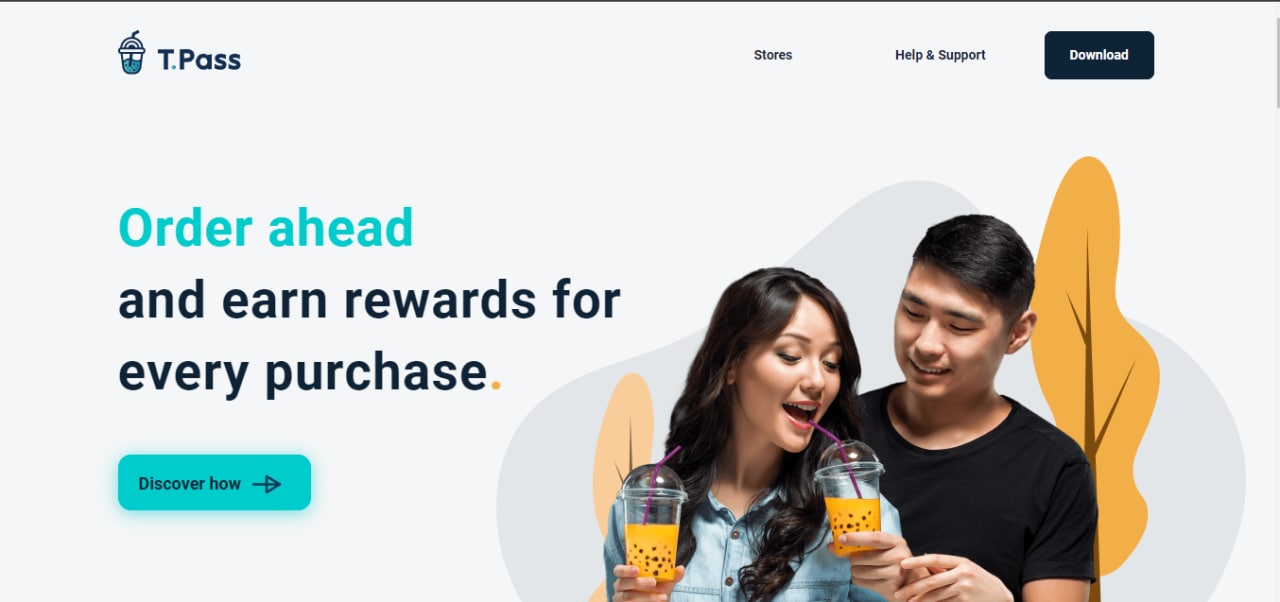 T.Pass
Stores
Help & Support
Download
Order ahead
and earn rewards for
every purchase.
Discover how